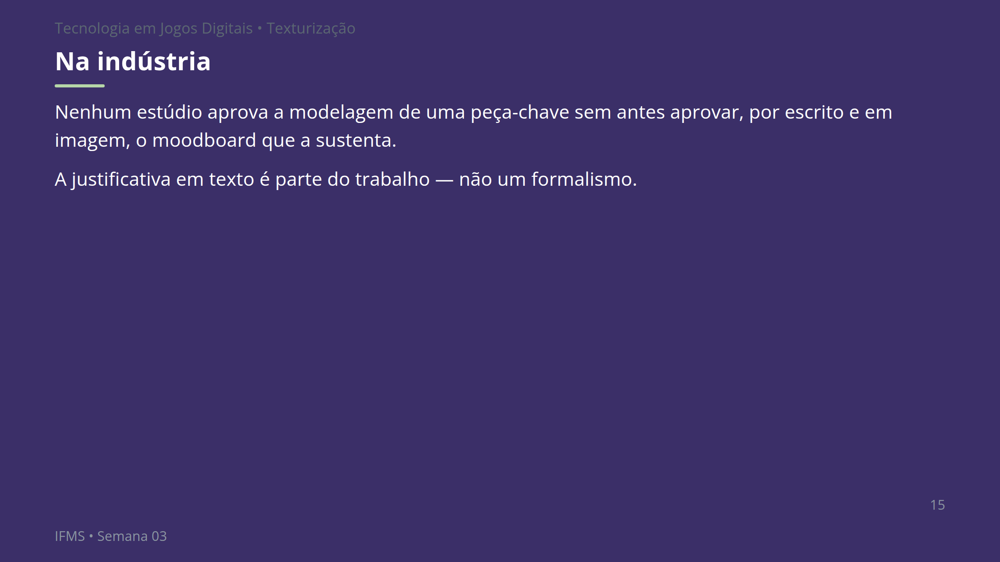 Tecnologia em Jogos Digitais • Texturização
Na indústria
Nenhum estúdio aprova a modelagem de uma peça-chave sem antes aprovar, por escrito e em
imagem, o moodboard que a sustenta.
A justificativa em texto é parte do trabalho — não um formalismo.
15
IFMS • Semana 03